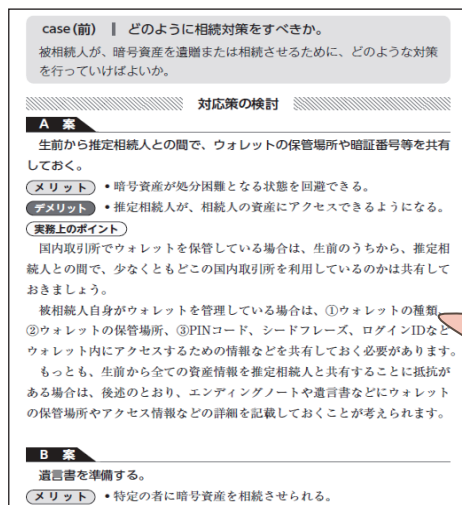 case(前) ‖ どのように相続対策をすべきか。
被相続人が、暗号資産を遺贈または相続させるために、どのような対策
を行っていけばよいか。
対応策の検討
A 案
生前から推定相続人との間で、ウォレットの保管場所や暗証番号等を共有
しておく。
メリット • 暗号資産が処分困難となる状態を回避できる。
デメリット • 推定相続人が、相続人の資産にアクセスできるようになる。
実務上のポイント
国内取引所でウォレットを保管している場合は、生前のうちから、推定相
続人との間で、少なくともどこの国内取引所を利用しているのかは共有して
おきましょう。
被相続人自身がウォレットを管理している場合は、①ウォレットの種類、
②ウォレットの保管場所、③PINコード、シードフレーズ、ログインIDなど
ウォレット内にアクセスするための情報などを共有しておく必要があります。
もっとも、生前から全ての資産情報を推定相続人と共有することに抵抗が
ある場合は、後述のとおり、エンディングノートや遺言書などにウォレット
の保管場所やアクセス情報などの詳細を記載しておくことが考えられます。
B 案
遺言書を準備する。
メリット • 特定の者に暗号資産を相続させられる。